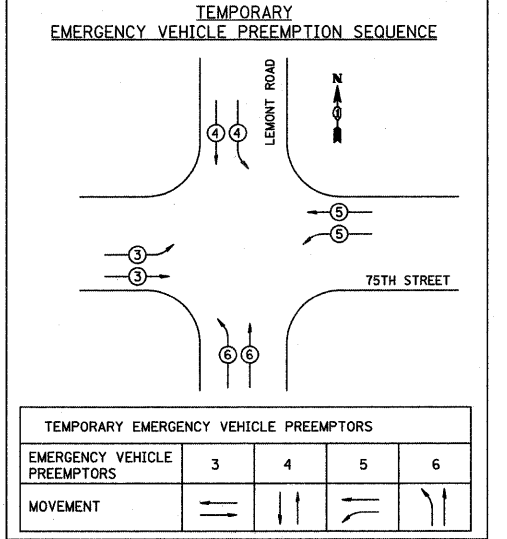 TEMPORARY
EMERGENCY VEHICLE PREEMPTION SEQUENCE
LEMONT ROAD
N
4 4
5
5
3
3
75TH STREET
6 6
TEMPORARY EMERGENCY VEHICLE PREEMPTORS
EMERGENCY VEHICLE
PREEMPTORS
3 4 5 6
MOVEMENT